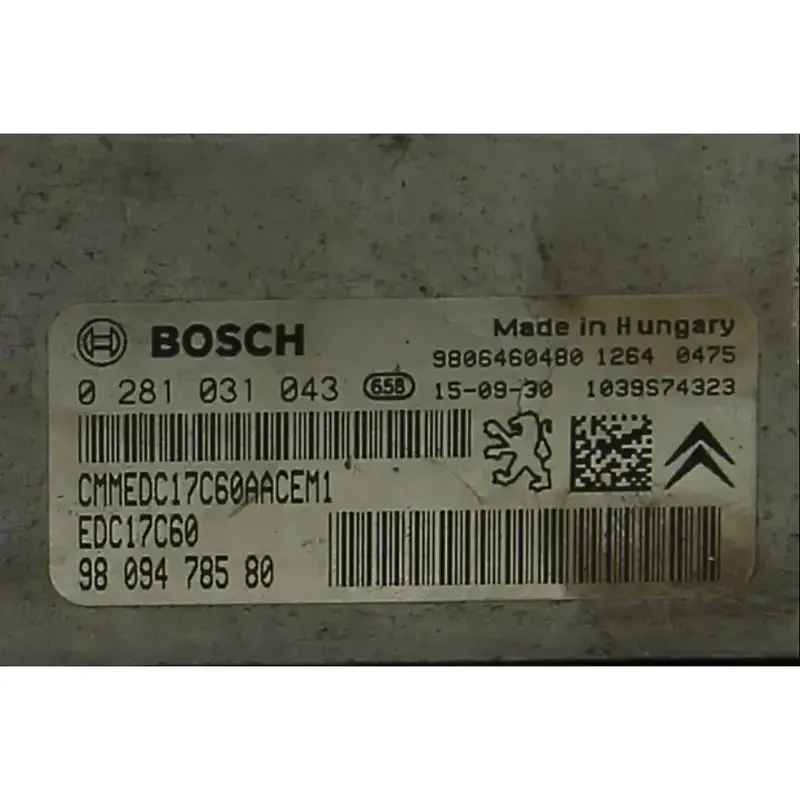 BOSCH
Made in Hungary
9806460480 1264 0475
0 281 031 043 658 15-09-30 1039S74323
CMMEDC17C60AACEM1
EDC17C60
98 094 785 80